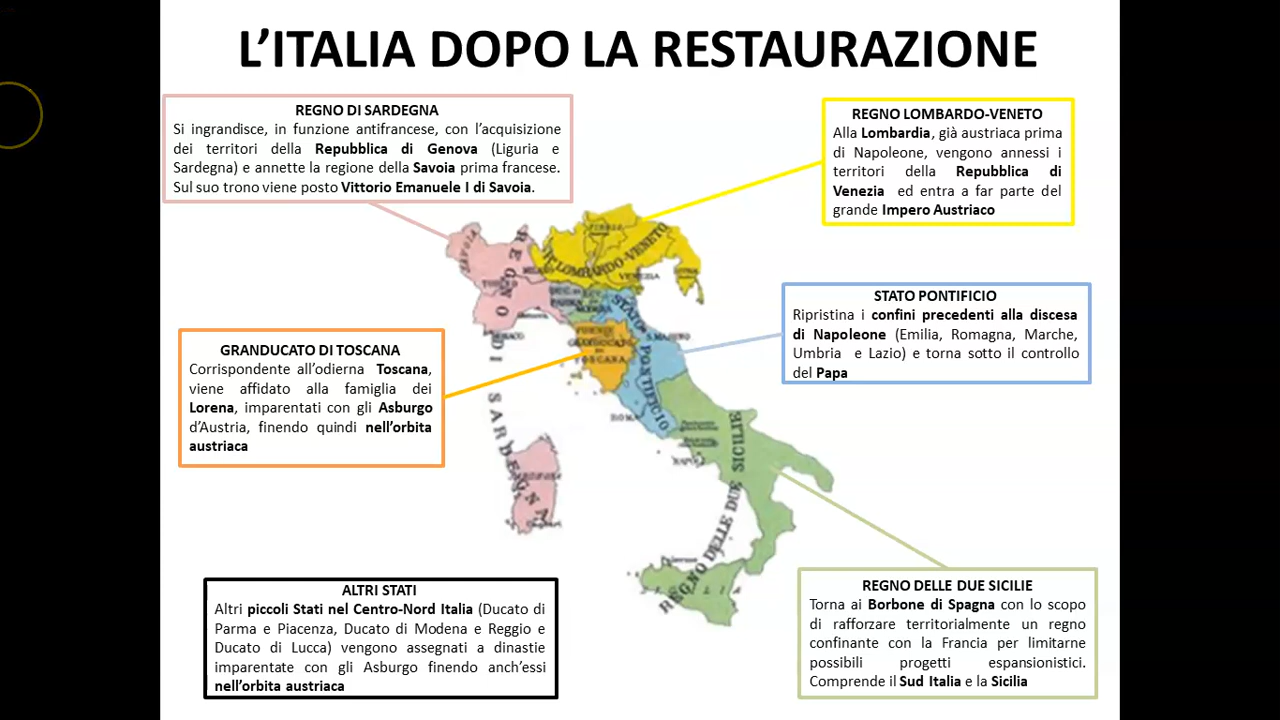 L'ITALIA DOPO LA RESTAURAZIONE
REGNO DI SARDEGNA
Si ingrandisce, in funzione antifrancese, con l'acquisizione
dei territori della Repubblica di Genova (Liguria e
Sardegna) e annette la regione della Savoia prima francese.
Sul suo trono viene posto Vittorio Emanuele I di Savoia.
REGNO LOMBARDO-VENETO
Alla Lombardia, già austriaca prima
di Napoleone, vengono annessi i
territori della Repubblica di
Venezia ed entra a far parte del
grande Impero Austriaco
STATO PONTIFICIO
Ripristina i confini precedenti alla discesa
di Napoleone (Emilia, Romagna, Marche,
Umbria e Lazio) e torna sotto il controllo
del Papa
GRANDUCATO DI TOSCANA
Corrispondente all'odierna Toscana,
viene affidato alla famiglia dei
Lorena, imparentati con gli Asburgo
d'Austria, finendo quindi nell'orbita
austriaca
REGNO DI SARDEGNA
SAVOIA
LOMBARDO-VENETO
VENEZIA
STATO PONTIFICIO
TOSCANA
ROMA
NAPOLI
REGNO DELLE DUE SICILIE
Palermo
ALTRI STATI
Altri piccoli Stati nel Centro-Nord Italia (Ducato di
Parma e Piacenza, Ducato di Modena e Reggio e
Ducato di Lucca) vengono assegnati a dinastie
imparentate con gli Asburgo finendo anch'essi
nell'orbita austriaca
REGNO DELLE DUE SICILIE
Torna ai Borbone di Spagna con lo scopo
di rafforzare territorialmente un regno
confinante con la Francia per limitarne
possibili progetti espansionistici.
Comprende il Sud Italia e la Sicilia